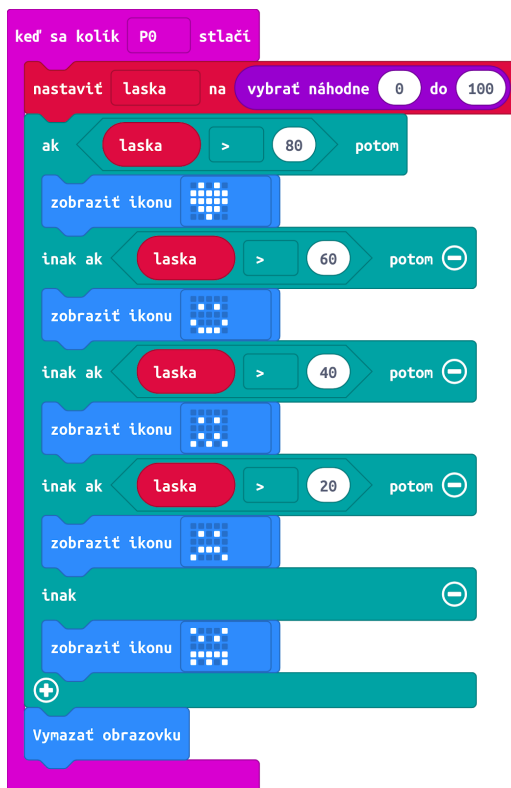 keď sa kolík P0 stlačí
nastaviť laska na vybrať náhodne 0 do 100
ak laska > 80 potom
zobraziť ikonu
inak ak laska > 60 potom
zobraziť ikonu
inak ak laska > 40 potom
zobraziť ikonu
inak ak laska > 20 potom
zobraziť ikonu
inak
zobraziť ikonu
Vymazať obrazovku